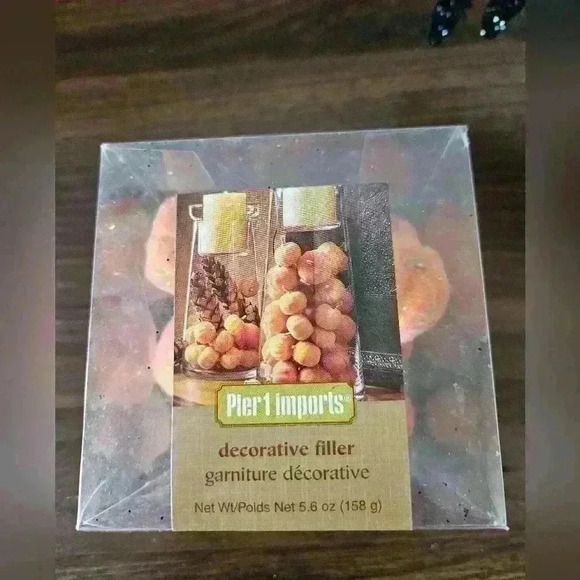 Pier 1 imports®
decorative filler
garniture décorative
Net Wt/Poids Net 5.6 oz (158 g)